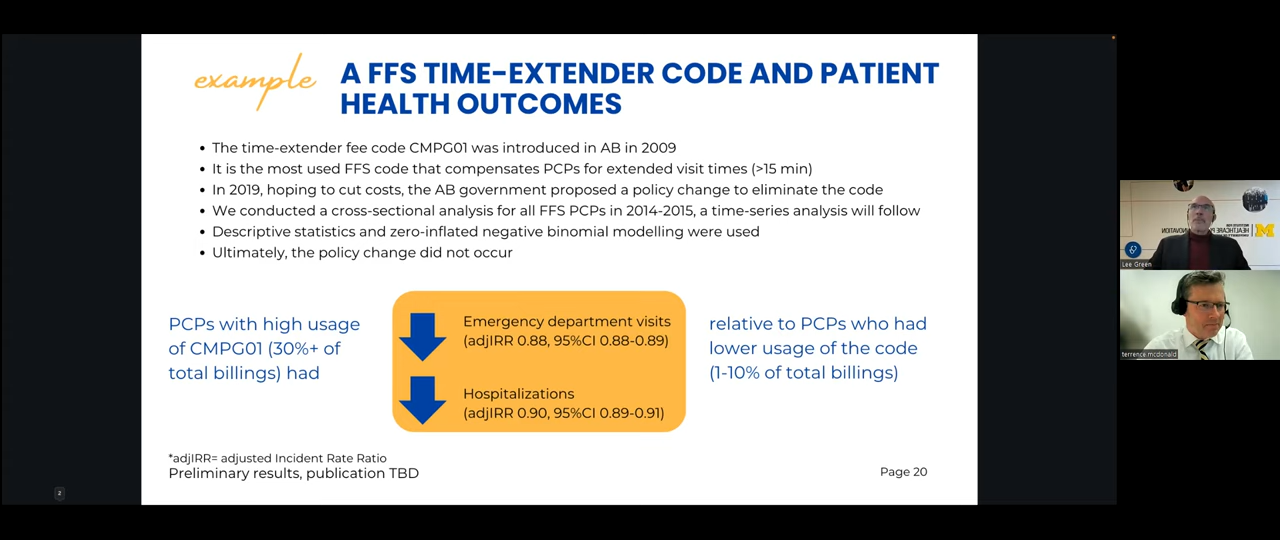 example
A FFS TIME-EXTENDER CODE AND PATIENT
HEALTH OUTCOMES
• The time-extender fee code CMPG01 was introduced in AB in 2009
• It is the most used FFS code that compensates PCPs for extended visit times (>15 min)
• In 2019, hoping to cut costs, the AB government proposed a policy change to eliminate the code
• We conducted a cross-sectional analysis for all FFS PCPs in 2014-2015, a time-series analysis will follow
• Descriptive statistics and zero-inflated negative binomial modelling were used
• Ultimately, the policy change did not occur
PCPs with high usage
of CMPG01 (30%+ of
total billings) had
Emergency department visits
(adjIRR 0.88, 95%CI 0.88-0.89)
Hospitalizations
(adjIRR 0.90, 95%CI 0.89-0.91)
relative to PCPs who had
lower usage of the code
(1-10% of total billings)
*adjIRR= adjusted Incident Rate Ratio
Preliminary results, publication TBD
Page 20
2
M
Lee Green
terrence.mcdonald